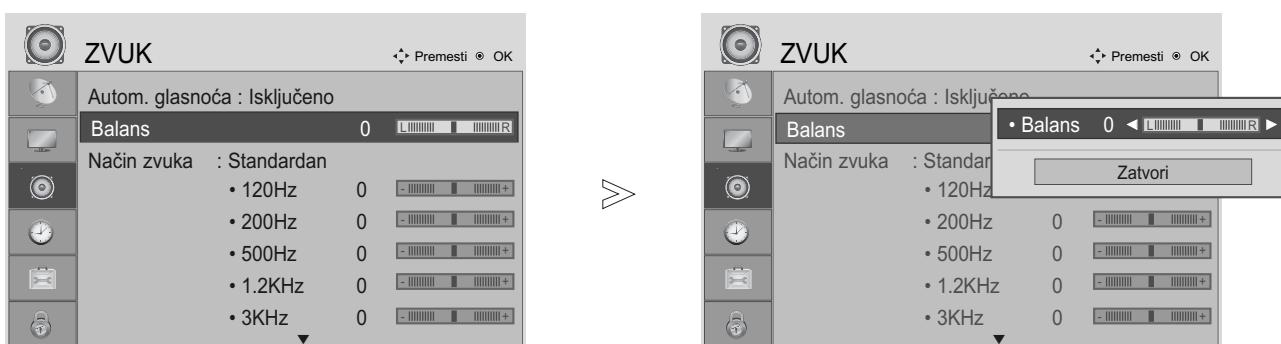 ZVUK
Premesti OK
Autom. glasnoća : Isključeno
Balans 0 L R
Način zvuka : Standardan
• 120Hz 0 - +
• 200Hz 0 - +
• 500Hz 0 - +
• 1.2KHz 0 - +
• 3KHz 0 - +
ZVUK
Premesti OK
Autom. glasnoća : Isključeno
Balans
• Balans 0 L R
Način zvuka : Standar
Zatvori
• 120Hz
• 200Hz 0 - +
• 500Hz 0 - +
• 1.2KHz 0 - +
• 3KHz 0 - +